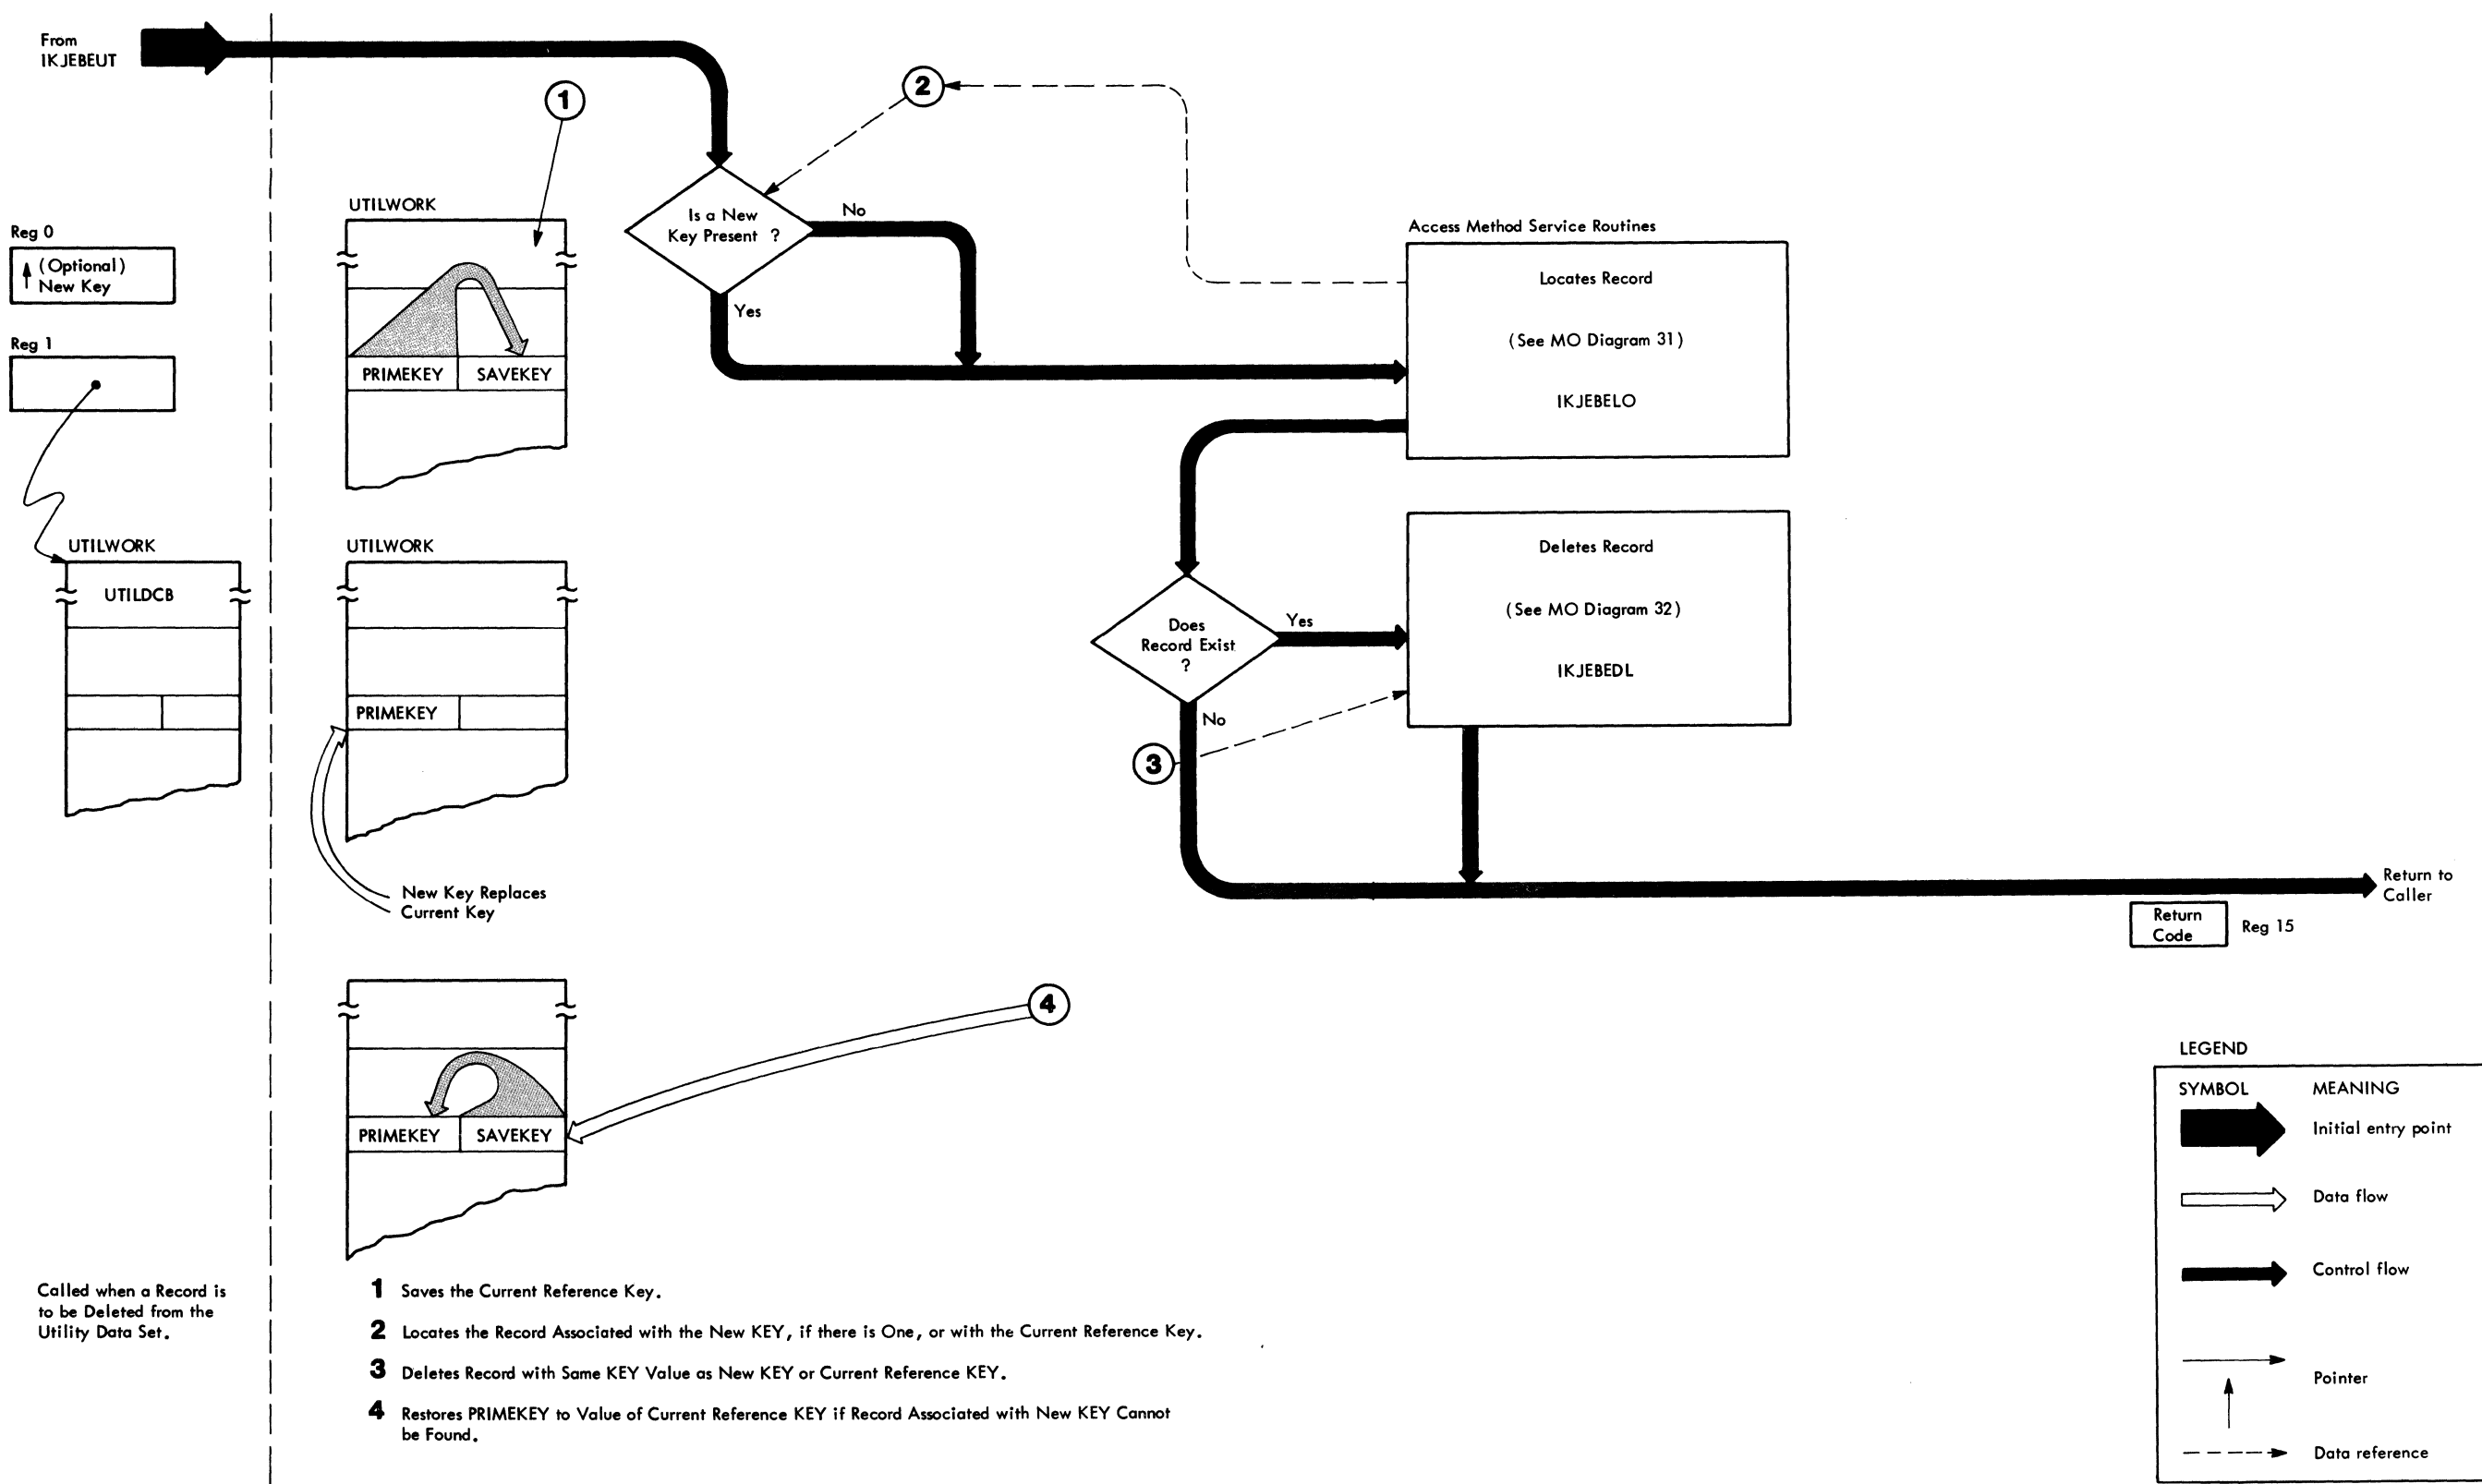 From
IKJEBEUT
1
2
UTILWORK
Is a New
Key Present ?
No
Yes
Reg 0
(Optional)
New Key
Reg 1
PRIMEKEY
SAVEKEY
Access Method Service Routines
Locates Record
(See MO Diagram 31)
IKJEBELO
UTILWORK
UTILDCB
UTILWORK
PRIMEKEY
New Key Replaces
Current Key
Does
Record Exist
?
Yes
No
3
Deletes Record
(See MO Diagram 32)
IKJEBEDL
Return to
Caller
Return
Code
Reg 15
4
PRIMEKEY
SAVEKEY
Called when a Record is
to be Deleted from the
Utility Data Set.
1 Saves the Current Reference Key.
2 Locates the Record Associated with the New KEY, if there is One, or with the Current Reference Key.
3 Deletes Record with Same KEY Value as New KEY or Current Reference KEY.
4 Restores PRIMEKEY to Value of Current Reference KEY if Record Associated with New KEY Cannot
be Found.
LEGEND
SYMBOL MEANING
Initial entry point
Data flow
Control flow
Pointer
Data reference